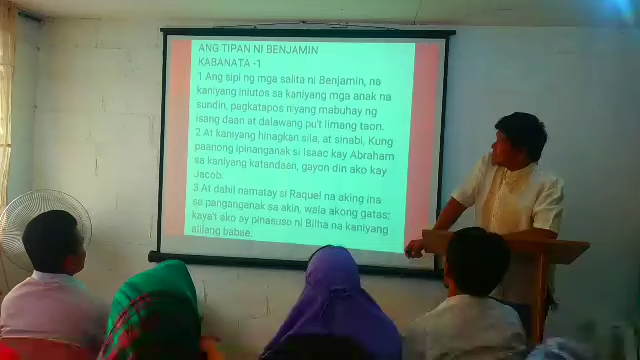 ANG TIPAN NI BENJAMIN
KABANATA -1
1 Ang sipi ng mga salita ni Benjamin, na
kaniyang iniutos sa kaniyang mga anak na
sundin, pagkatapos niyang mabuhay ng
isang daan at dalawang pu't limang taon.
2 At kaniyang hinagkan sila, at sinabi, Kung
paanong ipinanganak si Isaac kay Abraham
sa kaniyang katandaan, gayon din ako kay
Jacob.
3 At dahil namatay si Raquel na aking ina
sa panganganak sa akin, wala akong gatas;
kaya't ako ay pinasuso ni Bilha na kaniyang
alilang babae.